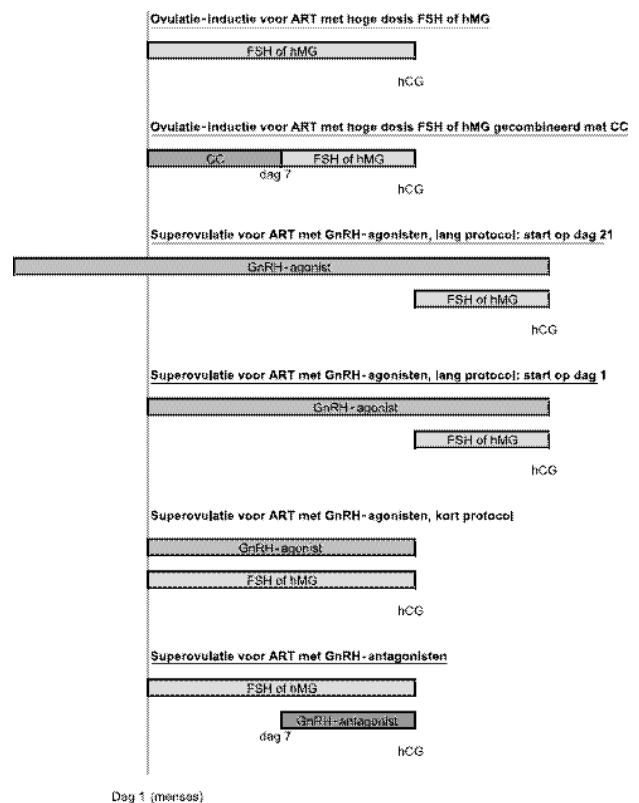 Ovulatie-inductie voor ART met hoge dosis FSH of hMG
FSH of hMG
hCG
Ovulatie-inductie voor ART met hoge dosis FSH of hMG gecombineerd met CC
CC
FSH of hMG
dag 7
hCG
Superovulatie voor ART met GnRH-agonisten, lang protocol: start op dag 21
GnRH-agonist
FSH of hMG
hCG
Superovulatie voor ART met GnRH-agonisten, lang protocol: start op dag 1
GnRH-agonist
FSH of hMG
hCG
Superovulatie voor ART met GnRH-agonisten, kort protocol
GnRH-agonist
FSH of hMG
hCG
Superovulatie voor ART met GnRH-antagonisten
FSH of hMG
GnRH-antagonist
dag 7
hCG
Dag 1 (menses)